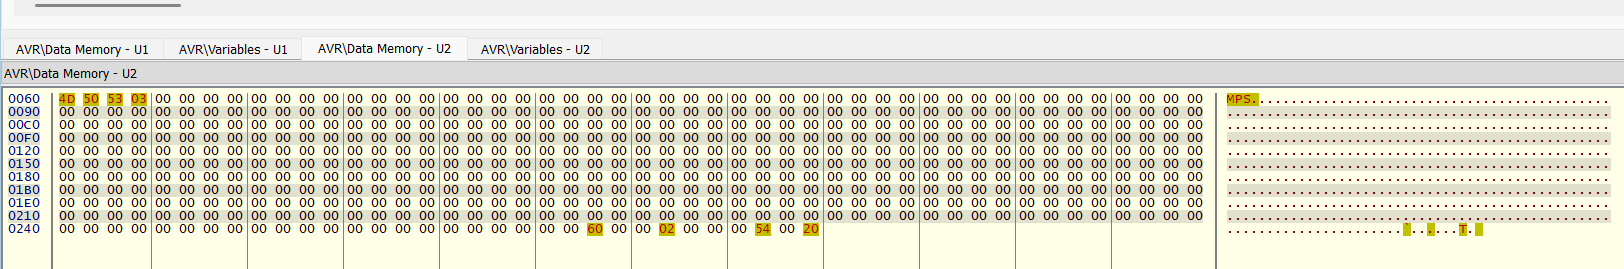 AVR\Data Memory - U1 AVR\Variables - U1 AVR\Data Memory - U2 AVR\Variables - U2
AVR\Data Memory - U2
0060 4D 50 53 03 00 00 00 00 00 00 00 00 00 00 00 00 00 00 00 00 00 00 00 00 00 00 00 00 00 00 00 00 00 00 00 00 00 00 00 00 00 00 00 00 00 00 00 00 MPS.............................................
0090 00 00 00 00 00 00 00 00 00 00 00 00 00 00 00 00 00 00 00 00 00 00 00 00 00 00 00 00 00 00 00 00 00 00 00 00 00 00 00 00 00 00 00 00 00 00 00 00 ................................................
00C0 00 00 00 00 00 00 00 00 00 00 00 00 00 00 00 00 00 00 00 00 00 00 00 00 00 00 00 00 00 00 00 00 00 00 00 00 00 00 00 00 00 00 00 00 00 00 00 00 ................................................
00F0 00 00 00 00 00 00 00 00 00 00 00 00 00 00 00 00 00 00 00 00 00 00 00 00 00 00 00 00 00 00 00 00 00 00 00 00 00 00 00 00 00 00 00 00 00 00 00 00 ................................................
0120 00 00 00 00 00 00 00 00 00 00 00 00 00 00 00 00 00 00 00 00 00 00 00 00 00 00 00 00 00 00 00 00 00 00 00 00 00 00 00 00 00 00 00 00 00 00 00 00 ................................................
0150 00 00 00 00 00 00 00 00 00 00 00 00 00 00 00 00 00 00 00 00 00 00 00 00 00 00 00 00 00 00 00 00 00 00 00 00 00 00 00 00 00 00 00 00 00 00 00 00 ................................................
0180 00 00 00 00 00 00 00 00 00 00 00 00 00 00 00 00 00 00 00 00 00 00 00 00 00 00 00 00 00 00 00 00 00 00 00 00 00 00 00 00 00 00 00 00 00 00 00 00 ................................................
01B0 00 00 00 00 00 00 00 00 00 00 00 00 00 00 00 00 00 00 00 00 00 00 00 00 00 00 00 00 00 00 00 00 00 00 00 00 00 00 00 00 00 00 00 00 00 00 00 00 ................................................
01E0 00 00 00 00 00 00 00 00 00 00 00 00 00 00 00 00 00 00 00 00 00 00 00 00 00 00 00 00 00 00 00 00 00 00 00 00 00 00 00 00 00 00 00 00 00 00 00 00 ................................................
0210 00 00 00 00 00 00 00 00 00 00 00 00 00 00 00 00 00 00 00 00 00 00 00 00 00 00 00 00 00 00 00 00 00 00 00 00 00 00 00 00 00 00 00 00 00 00 00 00 ................................................
0240 00 00 00 00 00 00 00 00 00 00 00 00 00 00 00 00 00 00 00 00 00 00 60 00 00 02 00 00 00 54 00 20 ......................`......T.